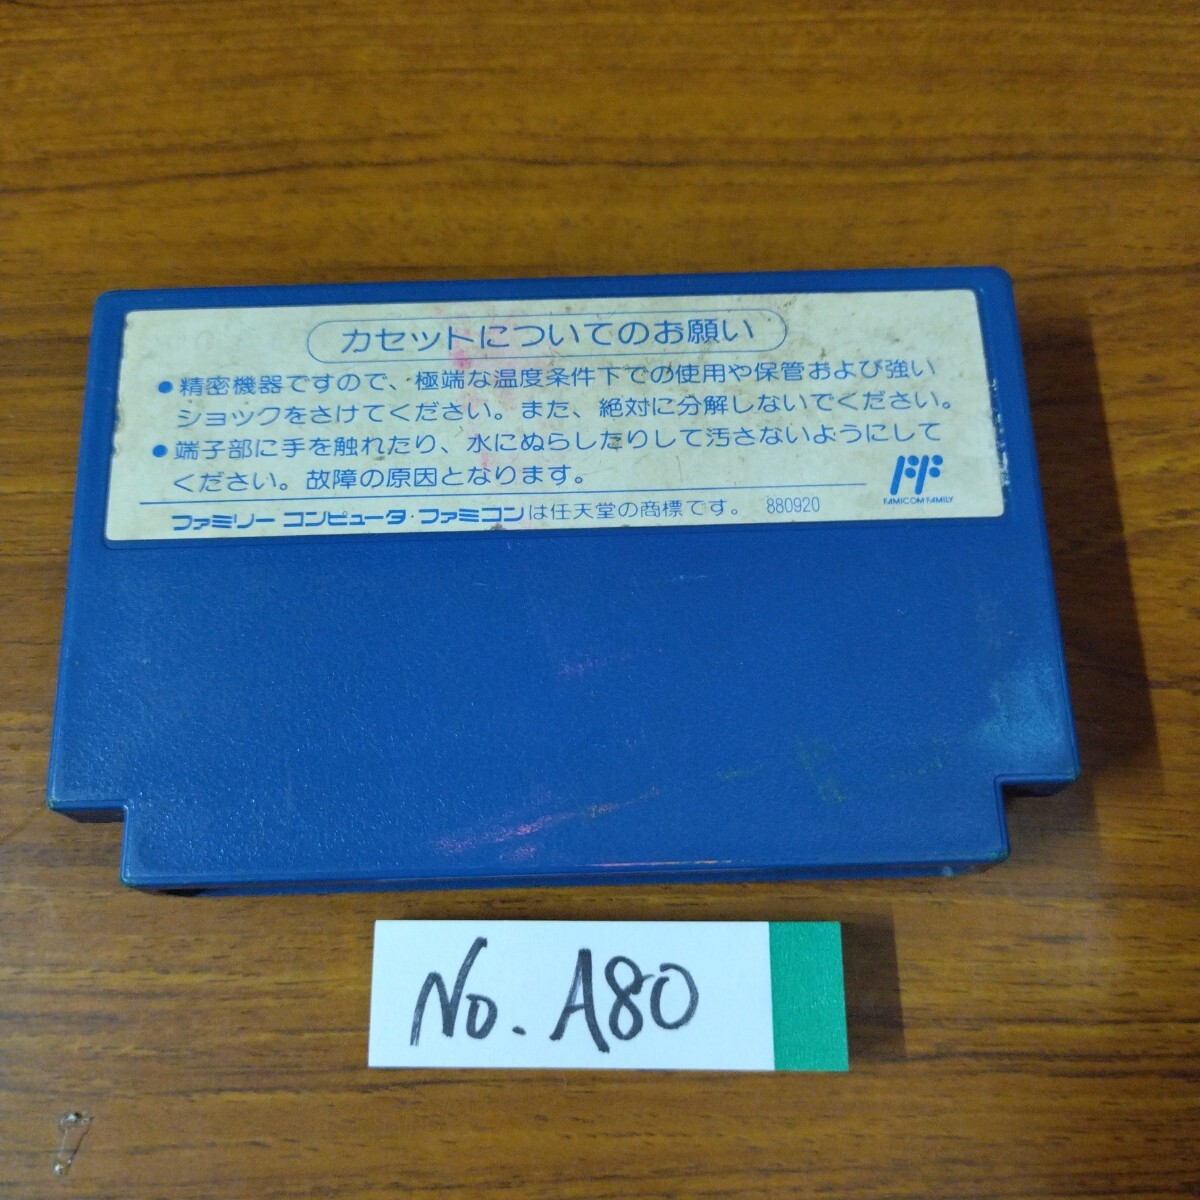 カセットについてのお願い
●精密機器ですので、極端な温度条件下での使用や保管および強い
ショックをさけてください。また、絶対に分解しないでください。
●端子部に手を触れたり、水にぬらしたりして汚さないようにして
ください。故障の原因となります。
FAMICOM FAMILY
ファミリー コンピュータ・ファミコンは任天堂の商標です。 880920
No. A80